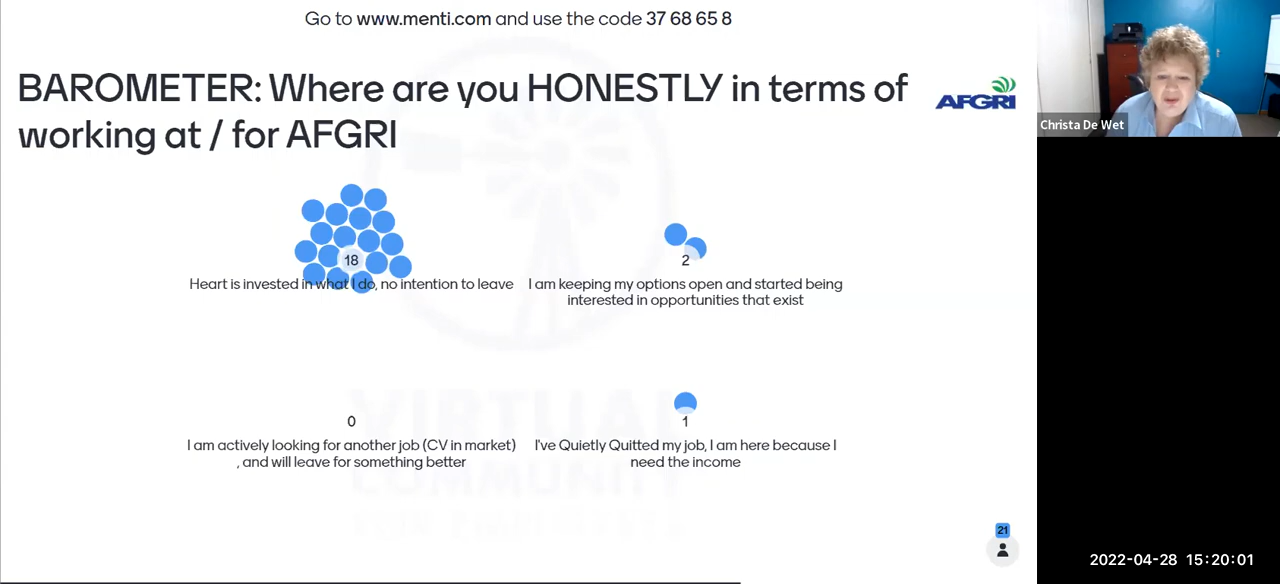 Go to www.menti.com and use the code 37 68 65 8
BAROMETER: Where are you HONESTLY in terms of
working at / for AFGRI
AFGRI
Christa De Wet
18
Heart is invested in what I do, no intention to leave
2
I am keeping my options open and started being
interested in opportunities that exist
0
I am actively looking for another job (CV in market)
, and will leave for something better
1
I've Quietly Quitted my job, I am here because I
need the income
VIRTUAL
COMMUNITY
21
2022-04-28 15:20:01